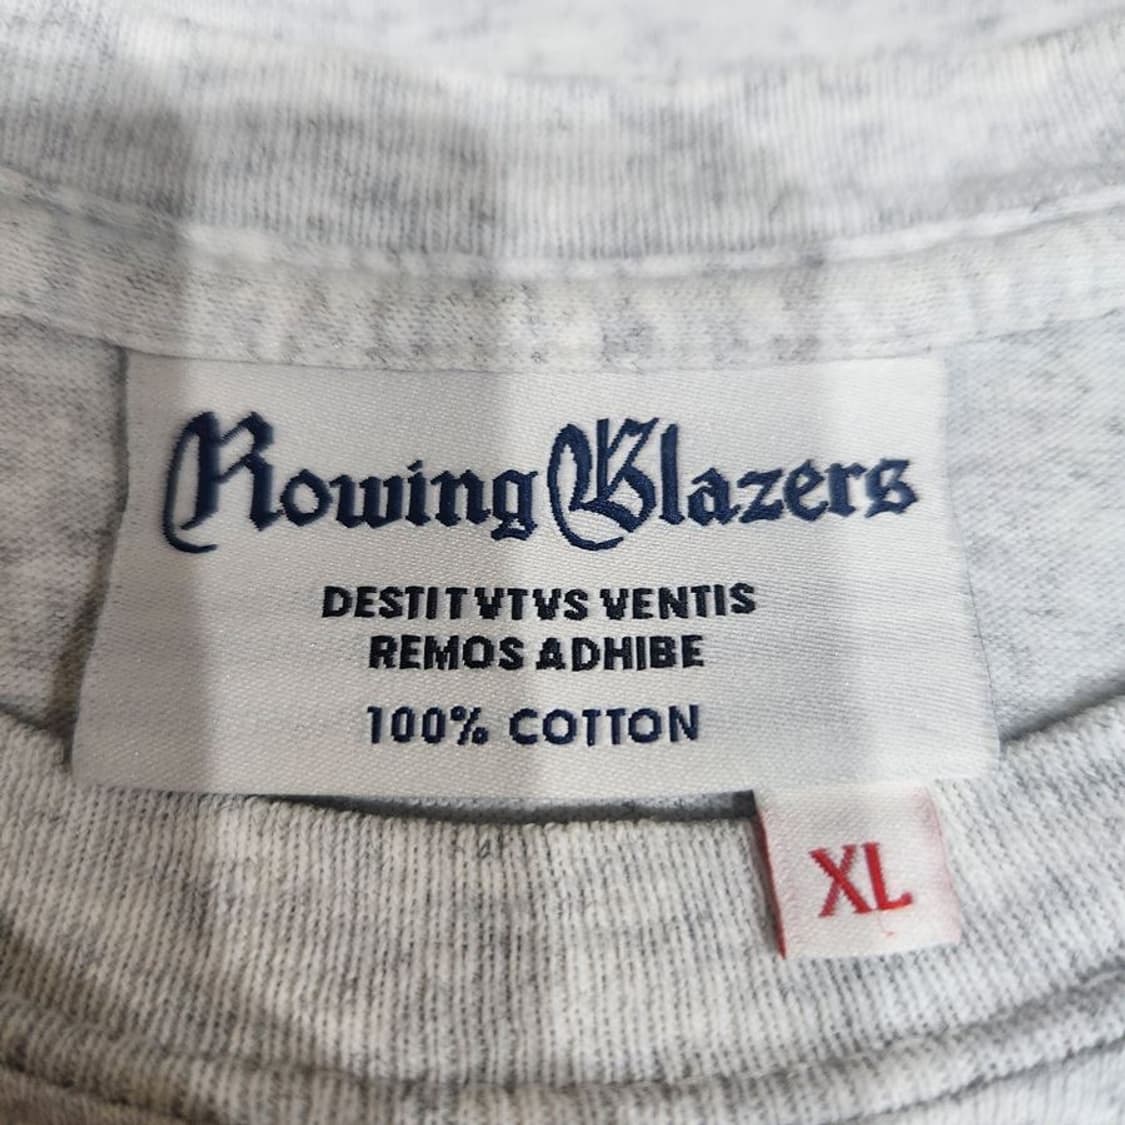 Rowing Blazers
DESTITVTVS VENTIS
REMOS ADHIBE
100% COTTON
XL